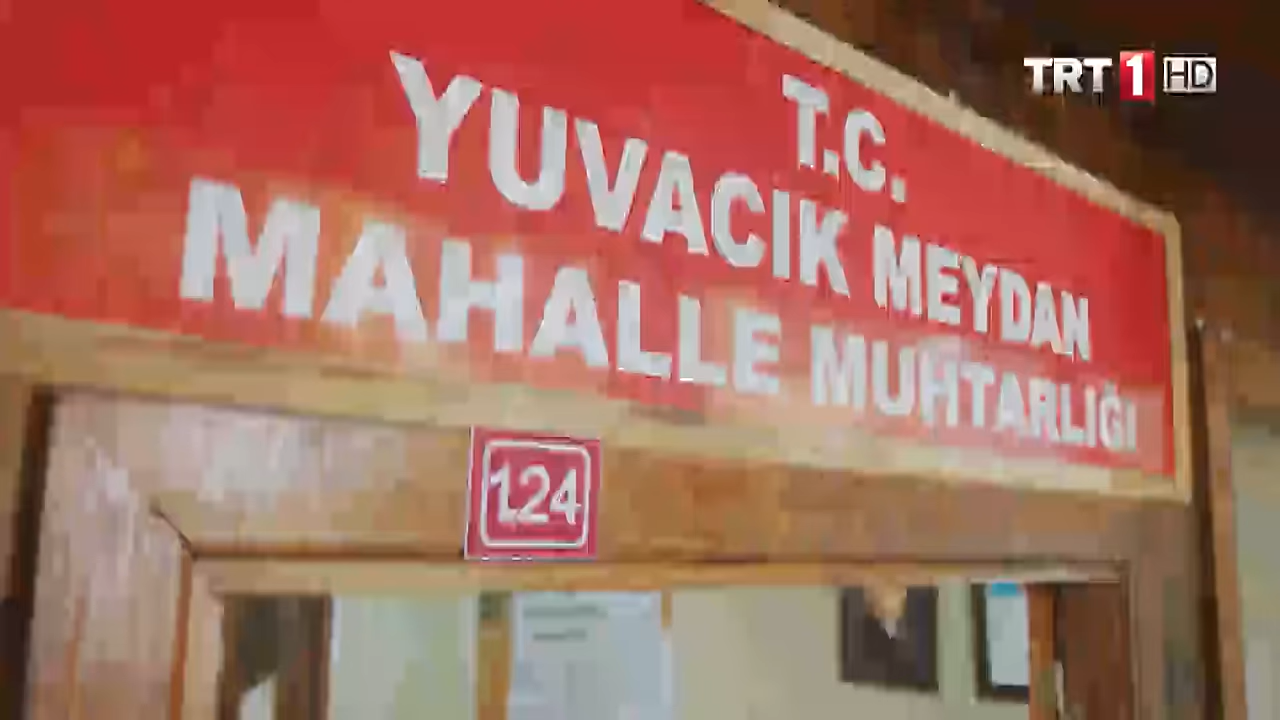 TRT 1 HD
T.C.
YUVACIK MEYDAN
MAHALLE MUHTARLIĞI
124